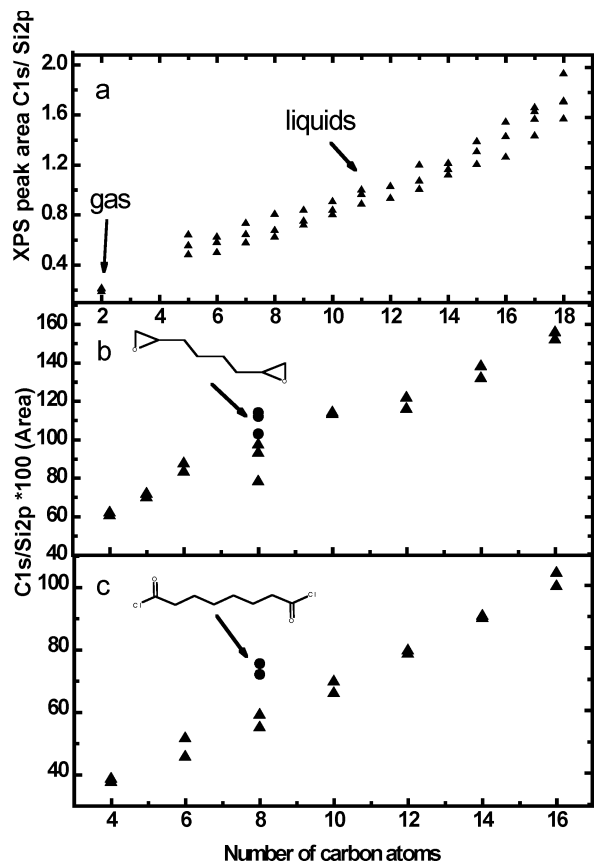 XPS peak area C1s/ Si2p
2.0
1.6
1.2
0.8
0.4
a
gas
liquids
2 4 6 8 10 12 14 16 18
C1s/Si2p *100 (Area)
160
140
120
100
80
60
40
b
O
O
100
80
60
40
c
O
Cl
Cl
O
4 6 8 10 12 14 16
Number of carbon atoms